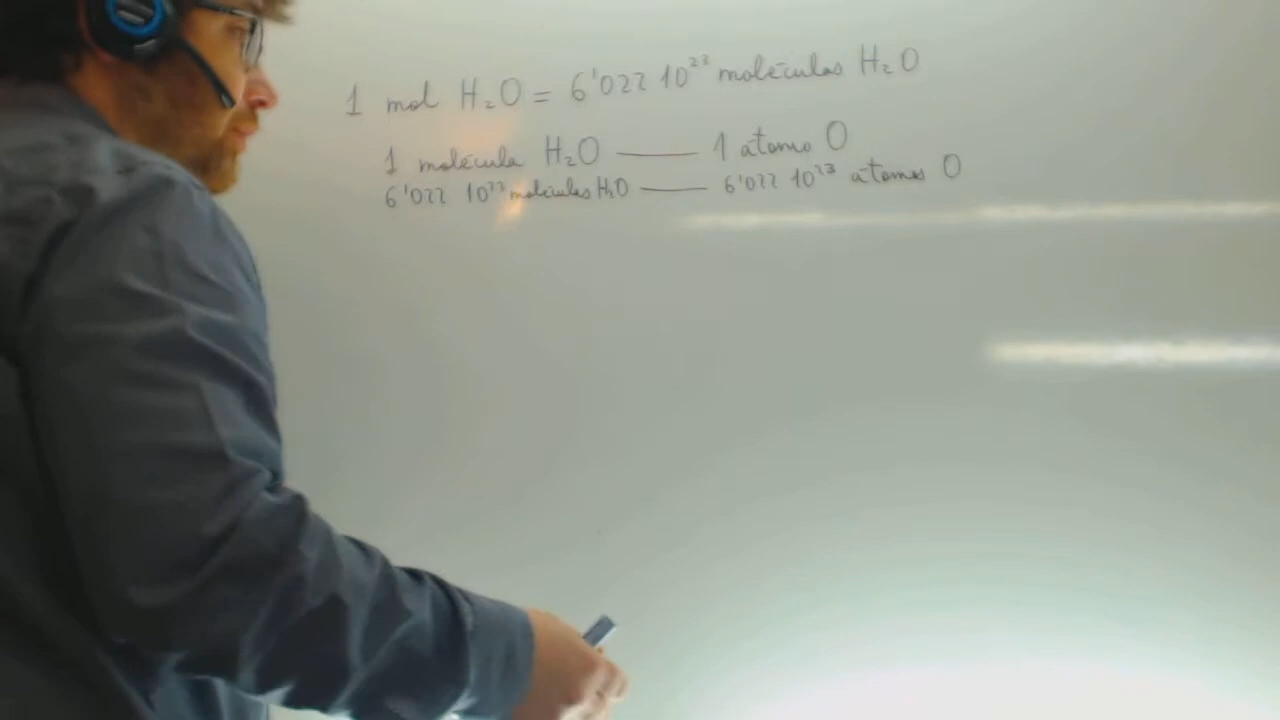 1 mol H₂O = 6'022 10²³ moléculas H₂O
1 molécula H₂O —— 1 átomo O
6'022 10²³ moléculas H₂O —— 6'022 10²³ átomos O